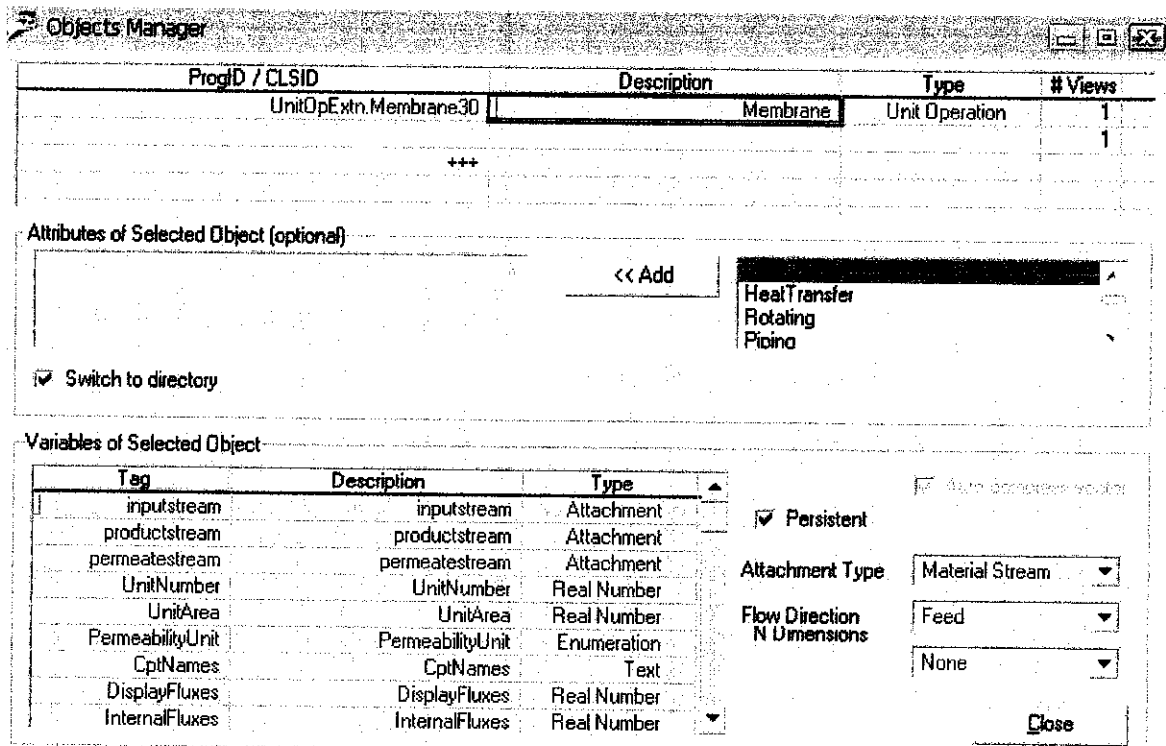 Objects Manager
ProgID / CLSID Description Type # Views
UnitOpExtn.Membrane30 Membrane Unit Operation 1
1
+++
Attributes of Selected Object (optional)
<< Add
HeatTransfer
Rotating
Piping
Switch to directory
Variables of Selected Object
Tag Description Type
inputstream inputstream Attachment
productstream productstream Attachment
permeatestream permeatestream Attachment
UnitNumber UnitNumber Real Number
UnitArea UnitArea Real Number
PermeabilityUnit PermeabilityUnit Enumeration
CptNames CptNames Text
DisplayFluxes DisplayFluxes Real Number
InternalFluxes InternalFluxes Real Number
Persistent
Attachment Type Material Stream
Flow Direction Feed
N Dimensions
None
Close